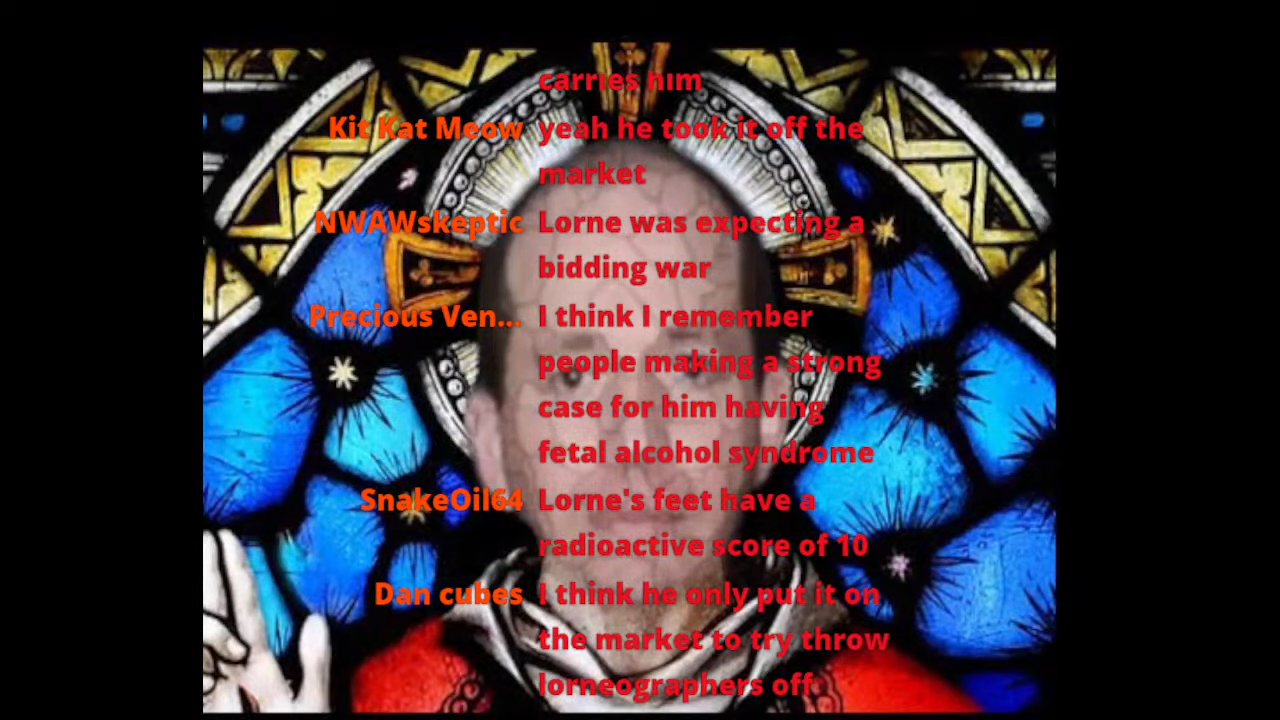 carries him
Kit Kat Meow yeah he took it off the
market
NWAWskeptic Lorne was expecting a
bidding war
Precious Ven... I think I remember
people making a strong
case for him having
fetal alcohol syndrome
SnakeOil64 Lorne's feet have a
radioactive score of 10
Dan cubes I think he only put it on
the market to try throw
lorneographers off